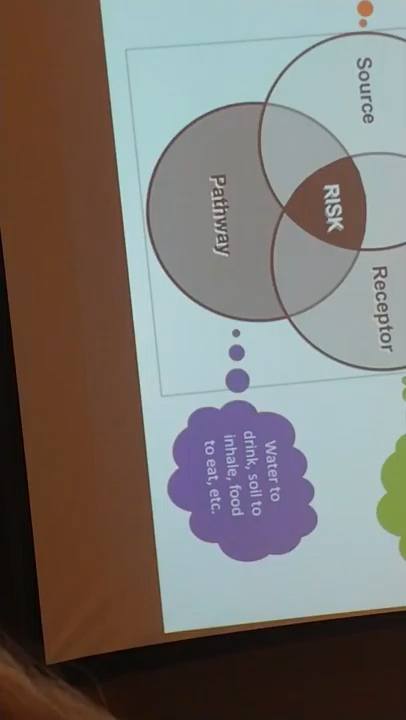 Source
RISK
Receptor
Pathway
Water to
drink, soil to
inhale, food
to eat, etc.